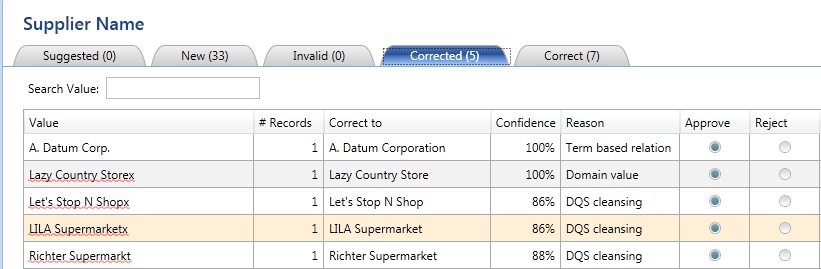 Supplier Name
Suggested (0) New (33) Invalid (0) Corrected (5) Correct (7)
Search Value:
Value # Records Correct to Confidence Reason Approve Reject
A. Datum Corp. 1 A. Datum Corporation 100% Term based relation
Lazy Country Storex 1 Lazy Country Store 100% Domain value
Let's Stop N Shopx 1 Let's Stop N Shop 86% DQS cleansing
LILA Supermarketx 1 LILA Supermarket 86% DQS cleansing
Richter Supermarkt 1 Richter Supermarket 88% DQS cleansing